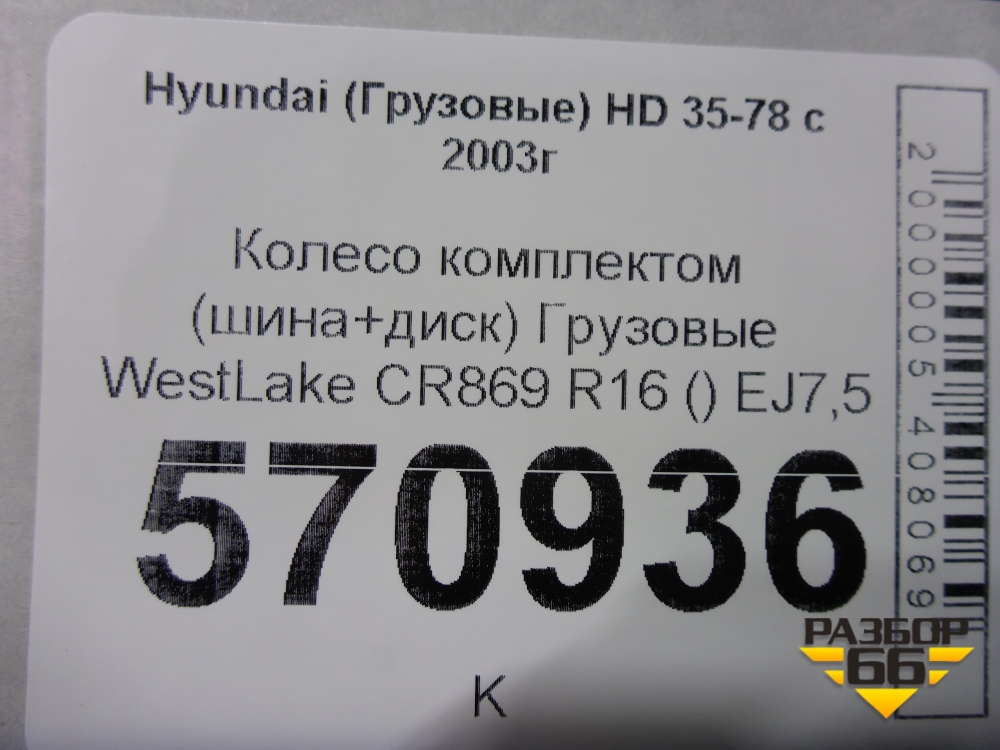 Hyundai (Грузовые) HD 35-78 с
2003г
Колесо комплектом
(шина+диск) Грузовые
WestLake CR869 R16 () EJ7,5
570936
К
2000005408069
РАЗБОР
66